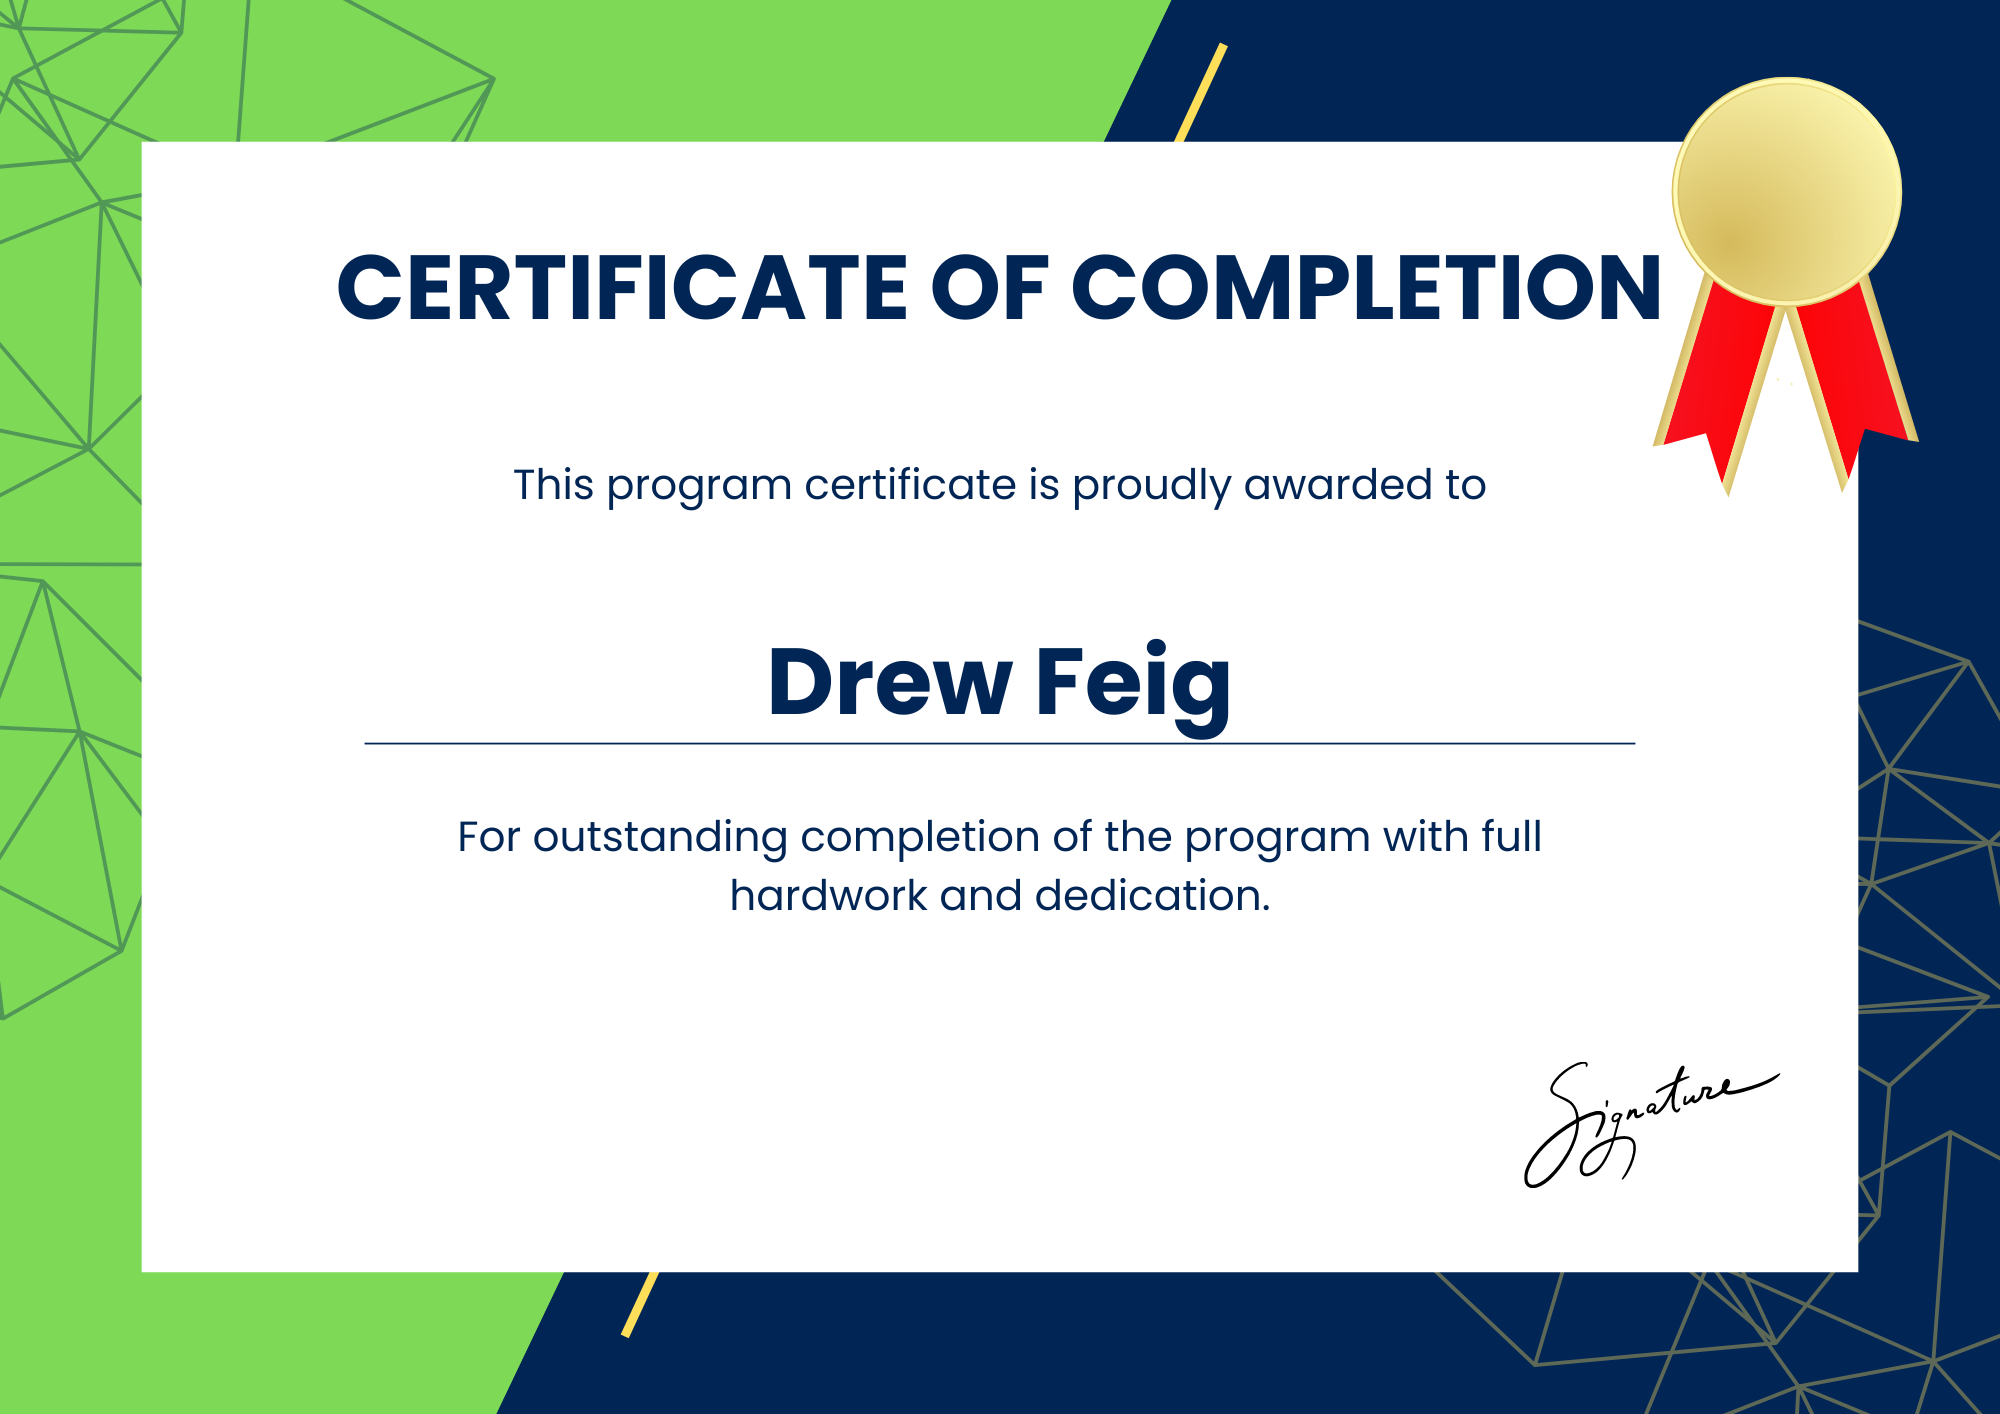 CERTIFICATE OF COMPLETION
This program certificate is proudly awarded to
Drew Feig
For outstanding completion of the program with full
hardwork and dedication.
Signature